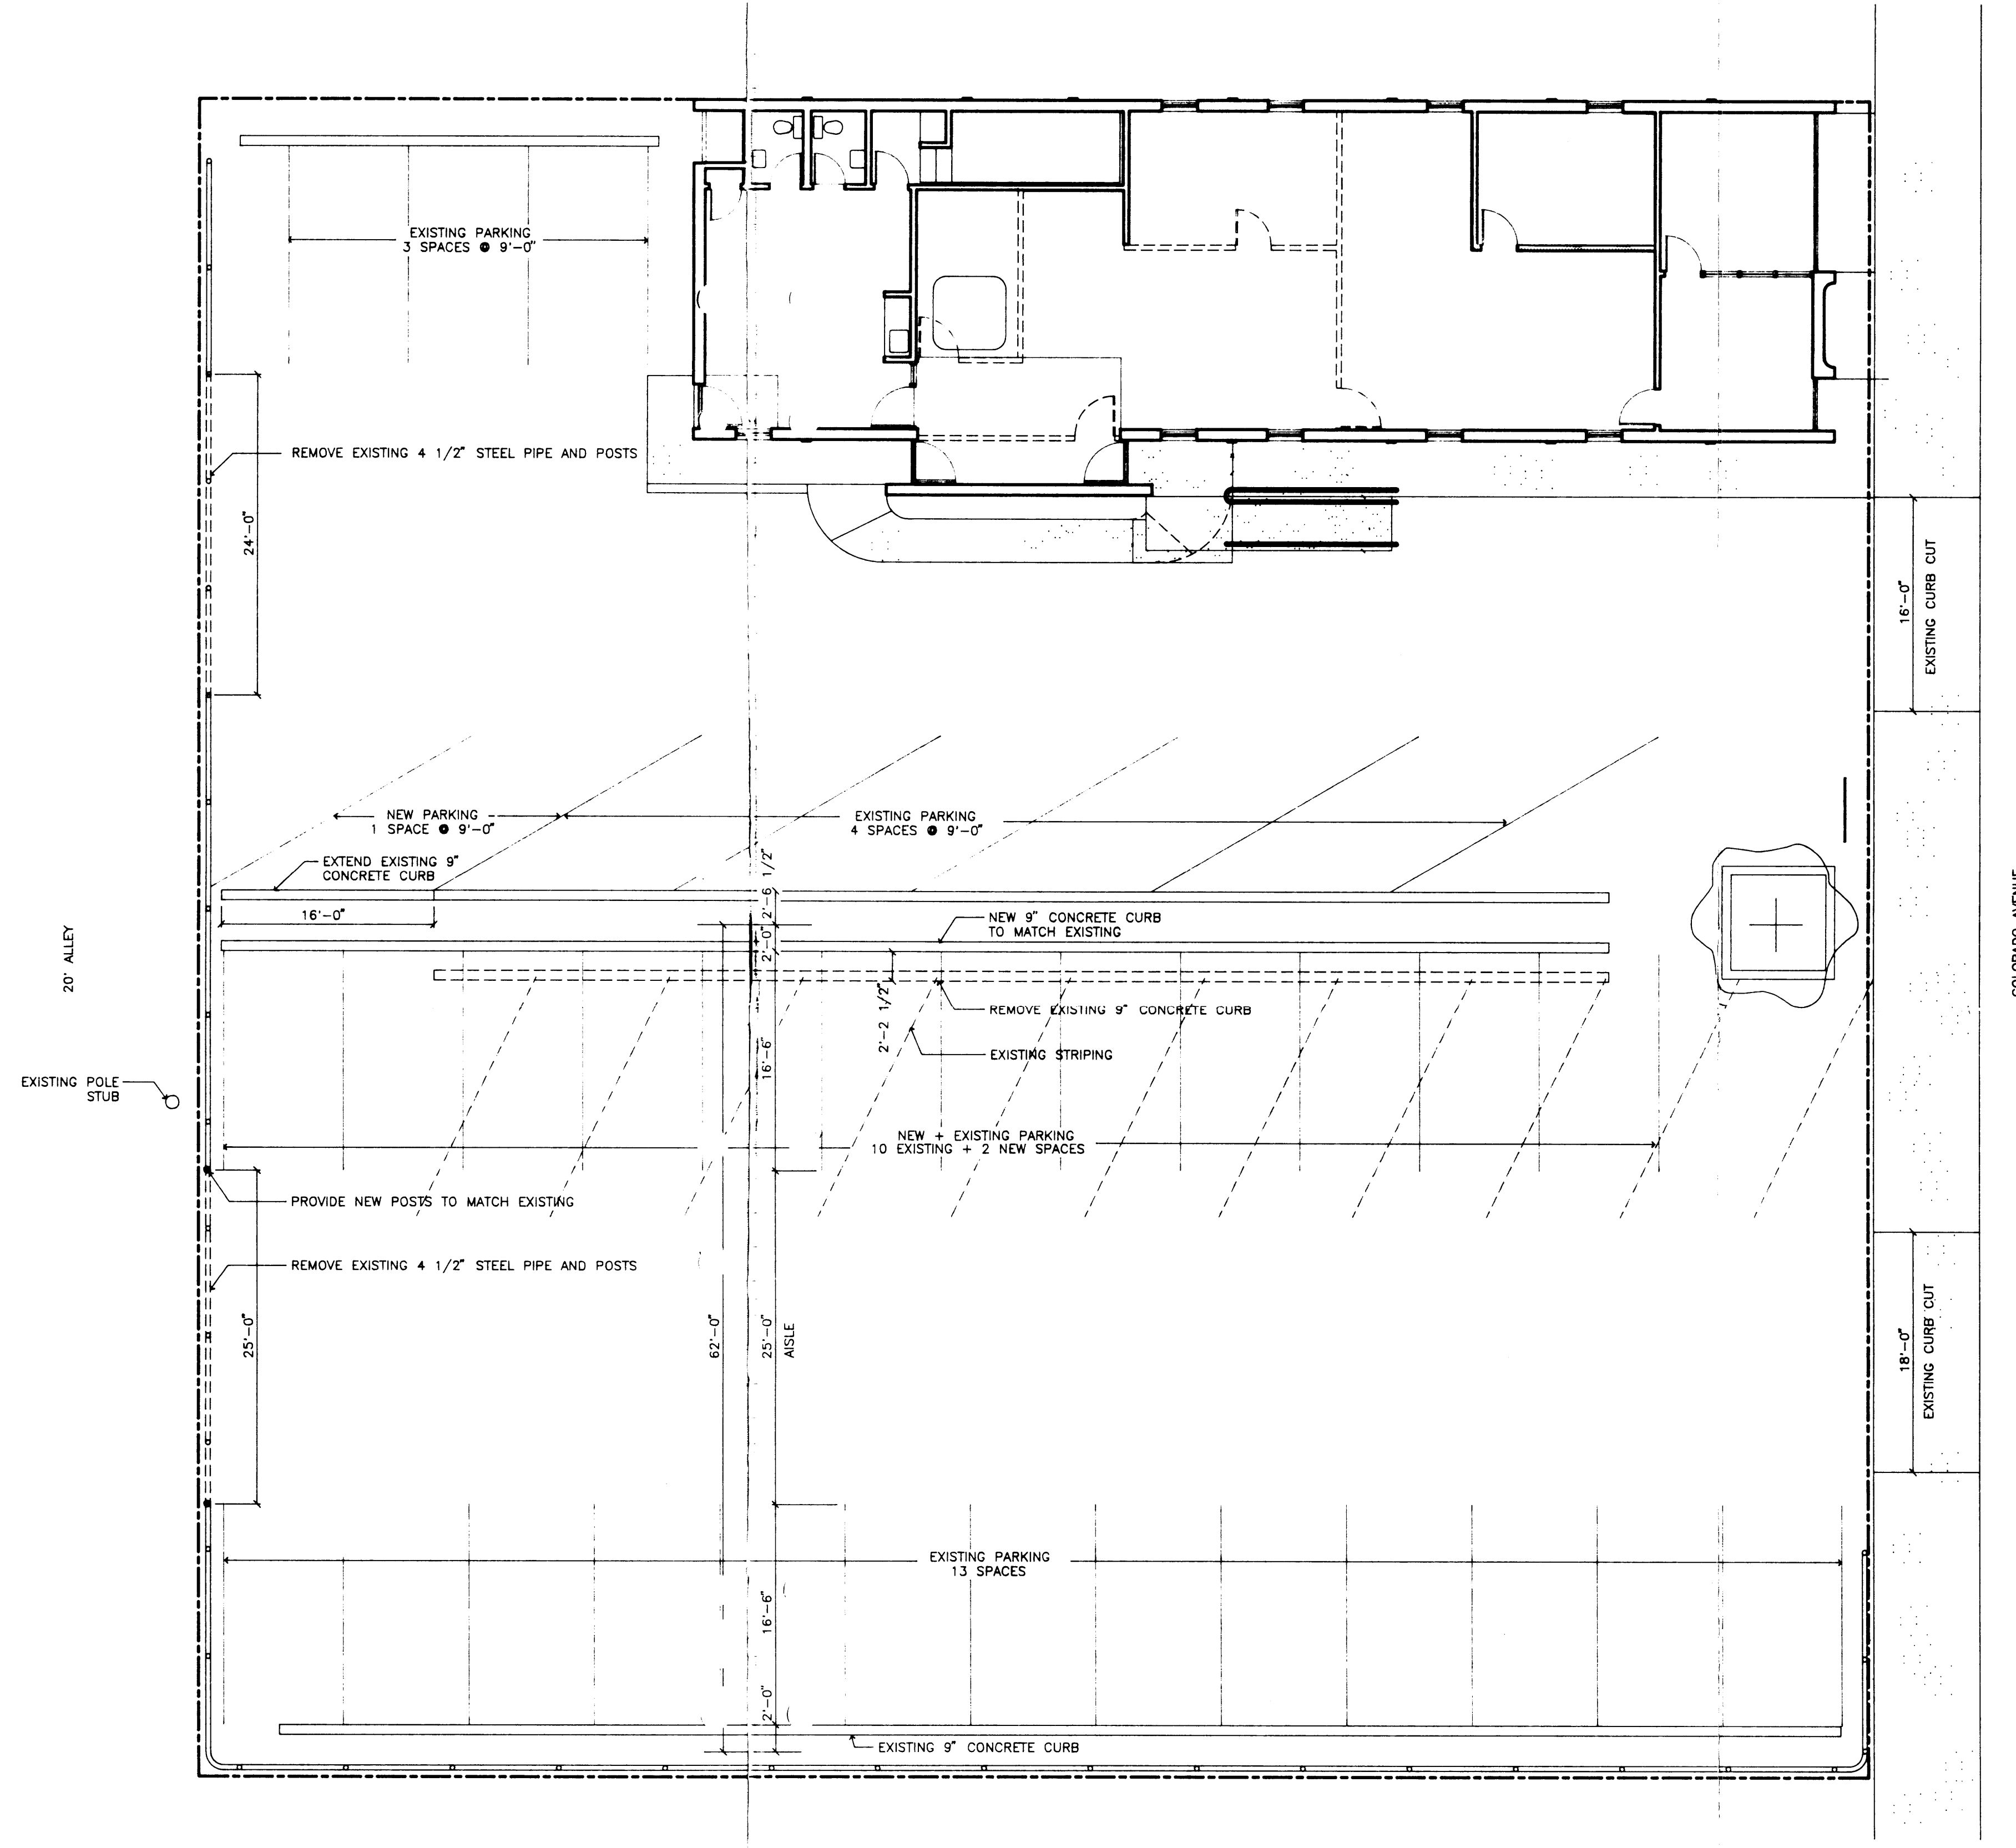 EXISTING PARKING
3 SPACES @ 9'-0"
REMOVE EXISTING 4 1/2" STEEL PIPE AND POSTS
24'-0"
16'-0"
EXISTING CURB CUT
NEW PARKING
1 SPACE @ 9'-0"
EXISTING PARKING
4 SPACES @ 9'-0"
EXTEND EXISTING 9"
CONCRETE CURB
16'-0"
2'-6 1/2"
NEW 9" CONCRETE CURB
TO MATCH EXISTING
2'-0"
20' ALLEY
COLORADO AVENUE
2'-2 1/2"
REMOVE EXISTING 9" CONCRETE CURB
EXISTING STRIPING
16'-6"
EXISTING POLE
STUB
NEW + EXISTING PARKING
10 EXISTING + 2 NEW SPACES
PROVIDE NEW POSTS TO MATCH EXISTING
REMOVE EXISTING 4 1/2" STEEL PIPE AND POSTS
25'-0"
62'-0"
25'-0"
AISLE
18'-0"
EXISTING CURB CUT
EXISTING PARKING
13 SPACES
16'-6"
2'-0"
EXISTING 9" CONCRETE CURB